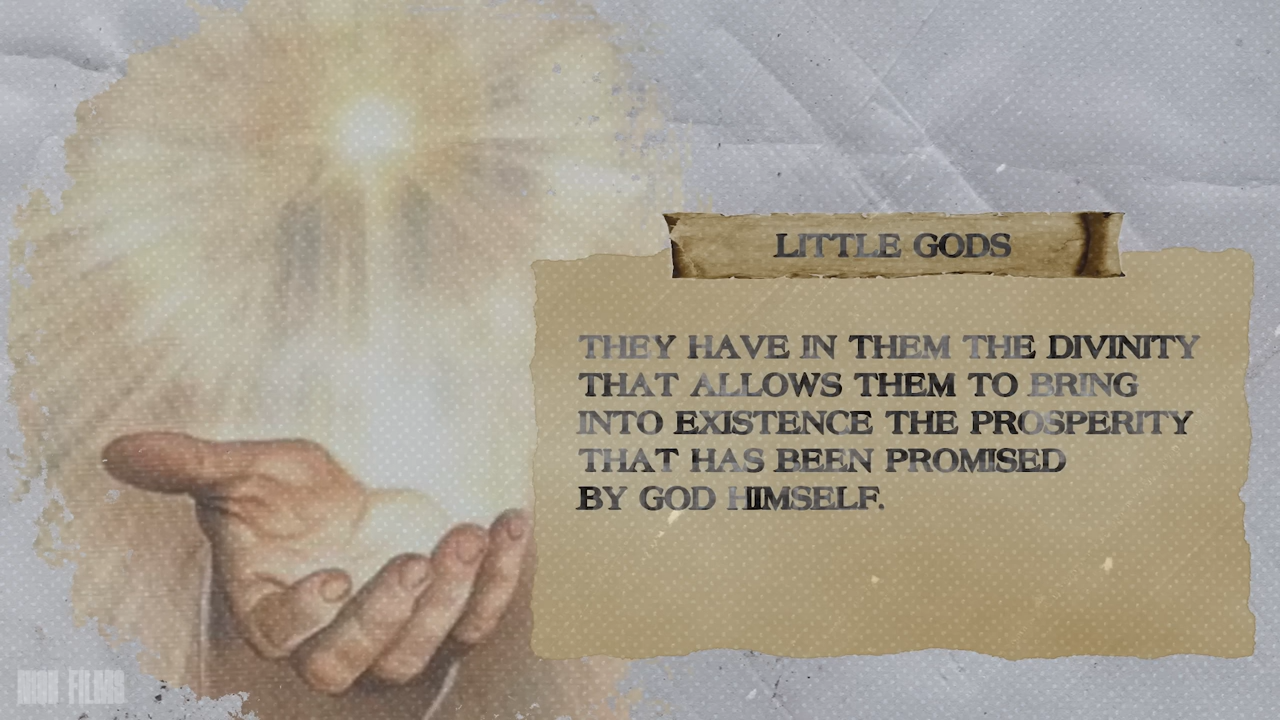 LITTLE GODS
THEY HAVE IN THEM THE DIVINITY
THAT ALLOWS THEM TO BRING
INTO EXISTENCE THE PROSPERITY
THAT HAS BEEN PROMISED
BY GOD HIMSELF.